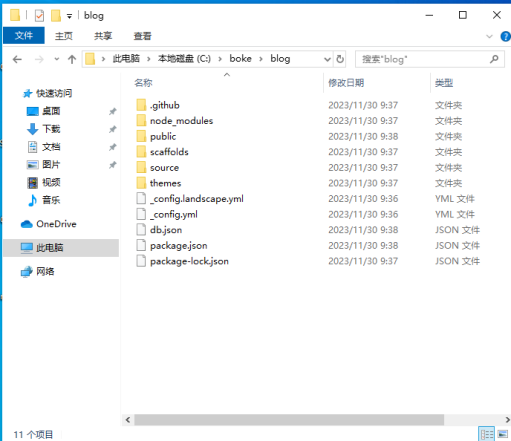 blog
文件 主页 共享 查看
此电脑 本地磁盘 (C:) boke blog 搜索"blog"
名称 修改日期 类型
快速访问
桌面
下载
文档
图片
视频
音乐
OneDrive
此电脑
网络
.github 2023/11/30 9:37 文件夹
node_modules 2023/11/30 9:37 文件夹
public 2023/11/30 9:38 文件夹
scaffolds 2023/11/30 9:37 文件夹
source 2023/11/30 9:37 文件夹
themes 2023/11/30 9:37 文件夹
_config.landscape.yml 2023/11/30 9:36 YML 文件
_config.yml 2023/11/30 9:36 YML 文件
db.json 2023/11/30 9:38 JSON 文件
package.json 2023/11/30 9:38 JSON 文件
package-lock.json 2023/11/30 9:37 JSON 文件
11 个项目